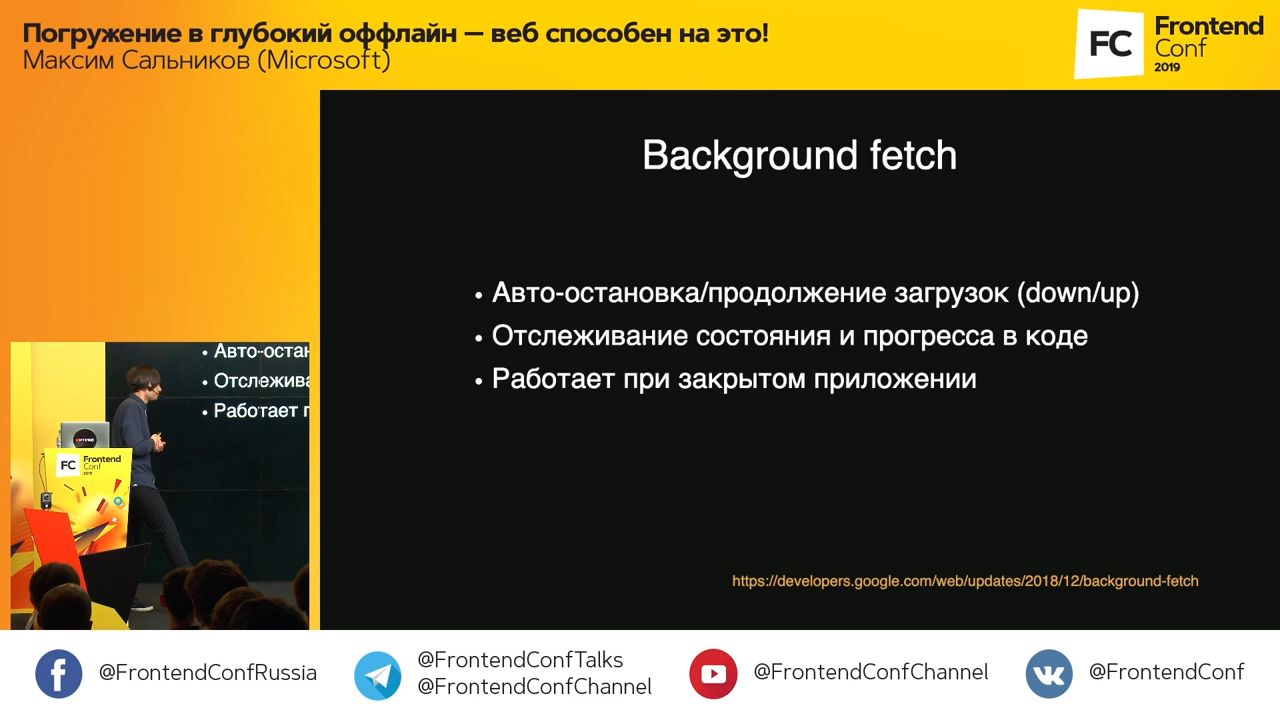 Погружение в глубокий оффлайн — веб способен на это!
Максим Сальников (Microsoft)
FC
Frontend
Conf
2019
Background fetch
• Авто-остановка/продолжение загрузок (down/up)
• Отслеживание состояния и прогресса в коде
• Работает при закрытом приложении
https://developers.google.com/web/updates/2018/12/background-fetch
• Авто-остан
• Отслежива
• Работает п
FC
Frontend
Conf
2019
@FrontendConfRussia
@FrontendConfTalks
@FrontendConfChannel
@FrontendConfChannel
@FrontendConf